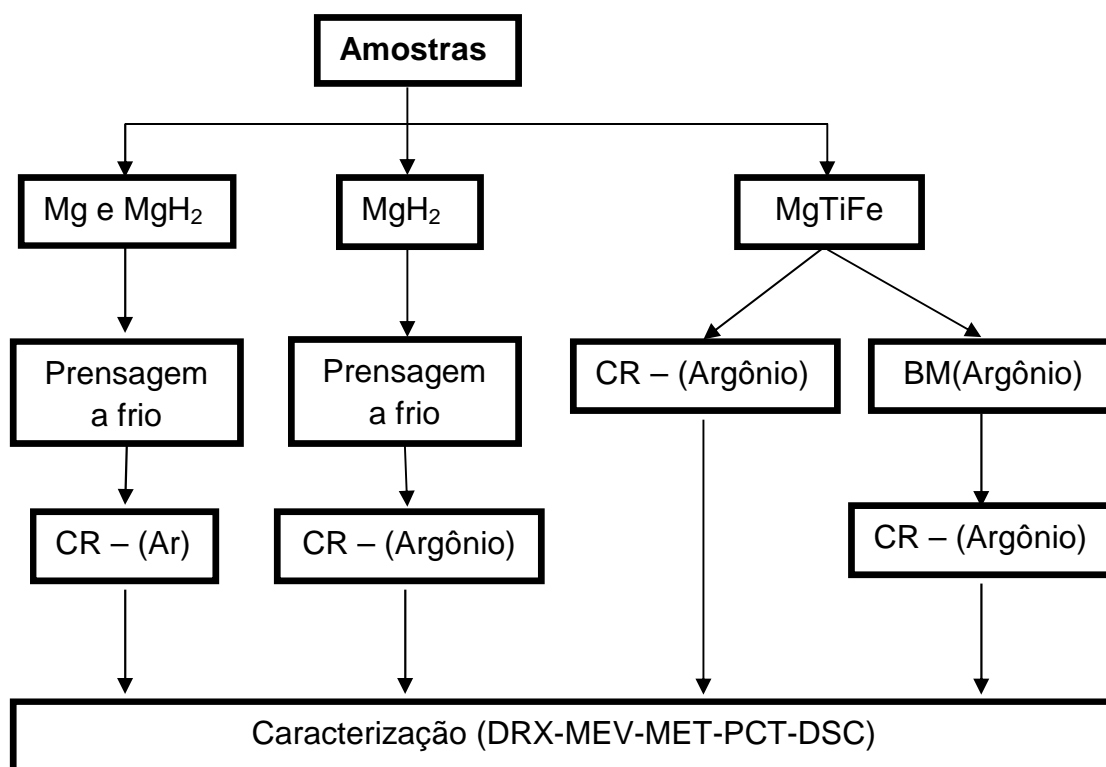 Amostras
Mg e MgH₂
MgH₂
MgTiFe
Prensagem
a frio
Prensagem
a frio
CR – (Argônio)
BM(Argônio)
CR – (Ar)
CR – (Argônio)
CR – (Argônio)
Caracterização (DRX-MEV-MET-PCT-DSC)